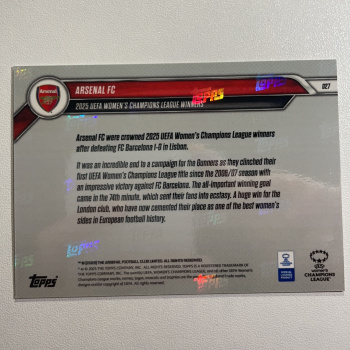 Arsenal
ARSENAL FC
027
2025 UEFA WOMEN'S CHAMPIONS LEAGUE WINNERS
Arsenal FC were crowned 2025 UEFA Women's Champions League winners
after defeating FC Barcelona 1-0 in Lisbon.
It was an incredible end to a campaign for the Gunners as they clinched their
first UEFA Women's Champions League title since the 2006/07 season with
an impressive victory against FC Barcelona. The all-important winning goal
came in the 74th minute, which sent their fans into ecstasy. A huge win for the
London club, who have now cemented their place as one of the best women's
sides in European football history.
topps
WOMEN'S
CHAMPIONS
LEAGUE